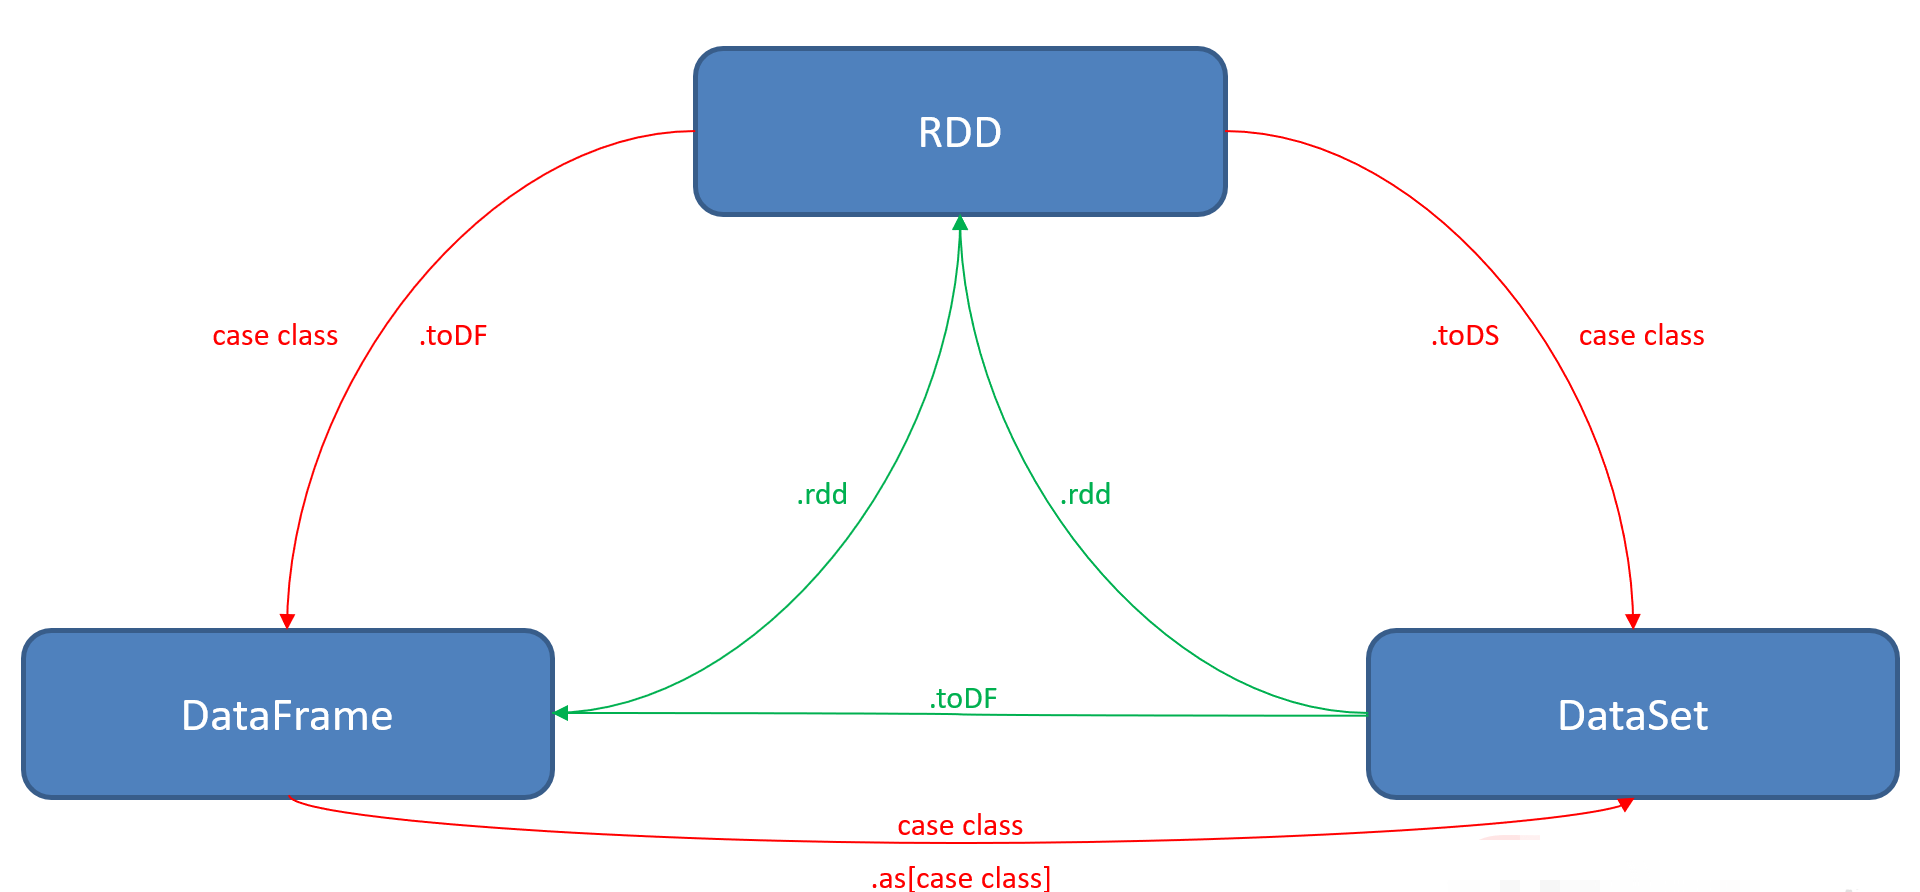 RDD
case class
.toDF
.toDS
case class
.rdd
.rdd
.toDF
DataFrame
DataSet
case class
.as[case class]